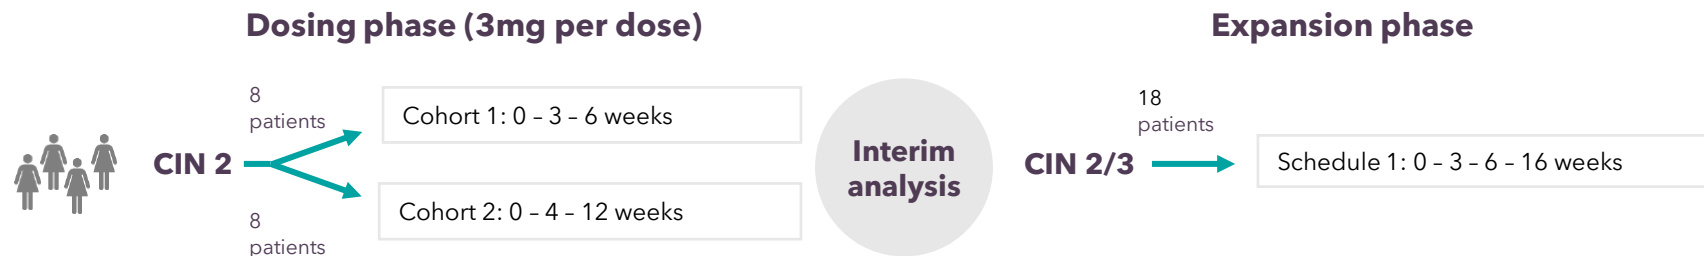 Dosing phase (3mg per dose)
Expansion phase
8
patients
Cohort 1: 0 – 3 – 6 weeks
CIN 2
8
patients
Cohort 2: 0 – 4 – 12 weeks
Interim
analysis
18
patients
CIN 2/3
Schedule 1: 0 – 3 – 6 – 16 weeks